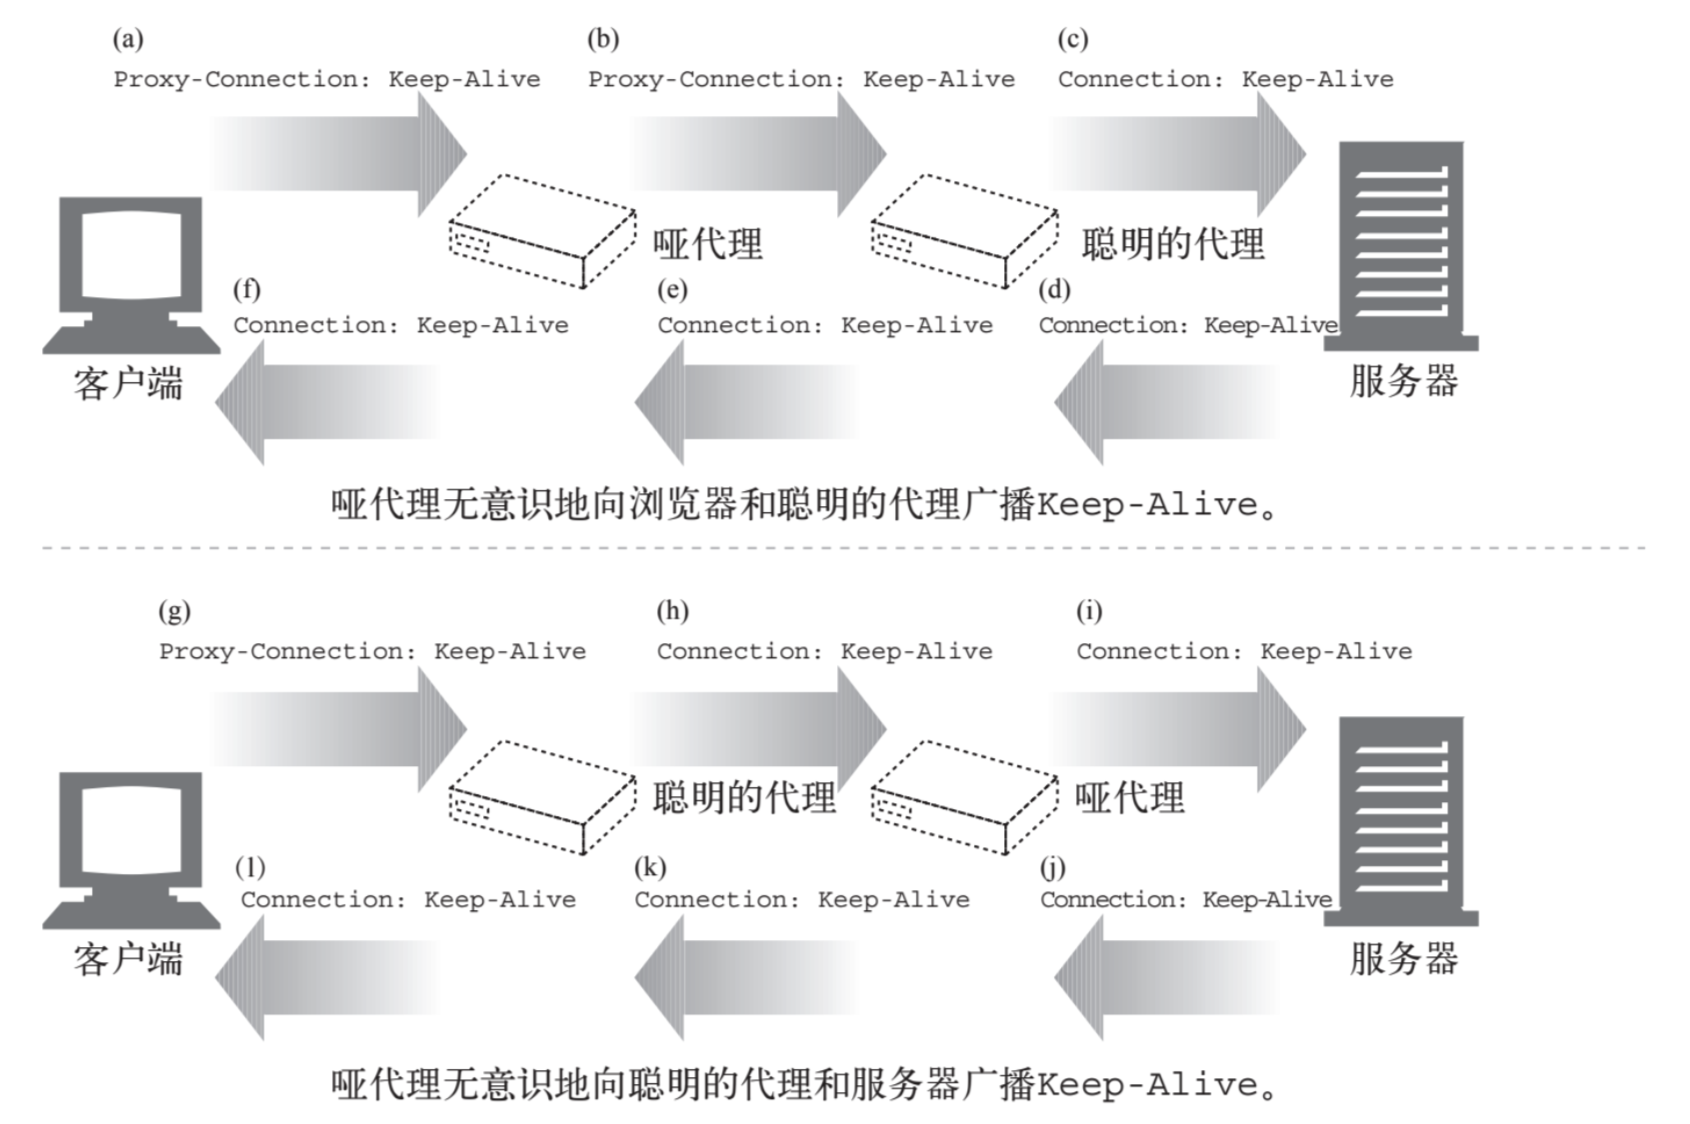 (a)
Proxy-Connection: Keep-Alive
(b)
Proxy-Connection: Keep-Alive
(c)
Connection: Keep-Alive
哑代理
聪明的代理
(f)
Connection: Keep-Alive
(e)
Connection: Keep-Alive
(d)
Connection: Keep-Alive
客户端
服务器
哑代理无意识地向浏览器和聪明的代理广播Keep-Alive。
(g)
Proxy-Connection: Keep-Alive
(h)
Connection: Keep-Alive
(i)
Connection: Keep-Alive
聪明的代理
哑代理
(l)
Connection: Keep-Alive
(k)
Connection: Keep-Alive
(j)
Connection: Keep-Alive
客户端
服务器
哑代理无意识地向聪明的代理和服务器广播Keep-Alive。